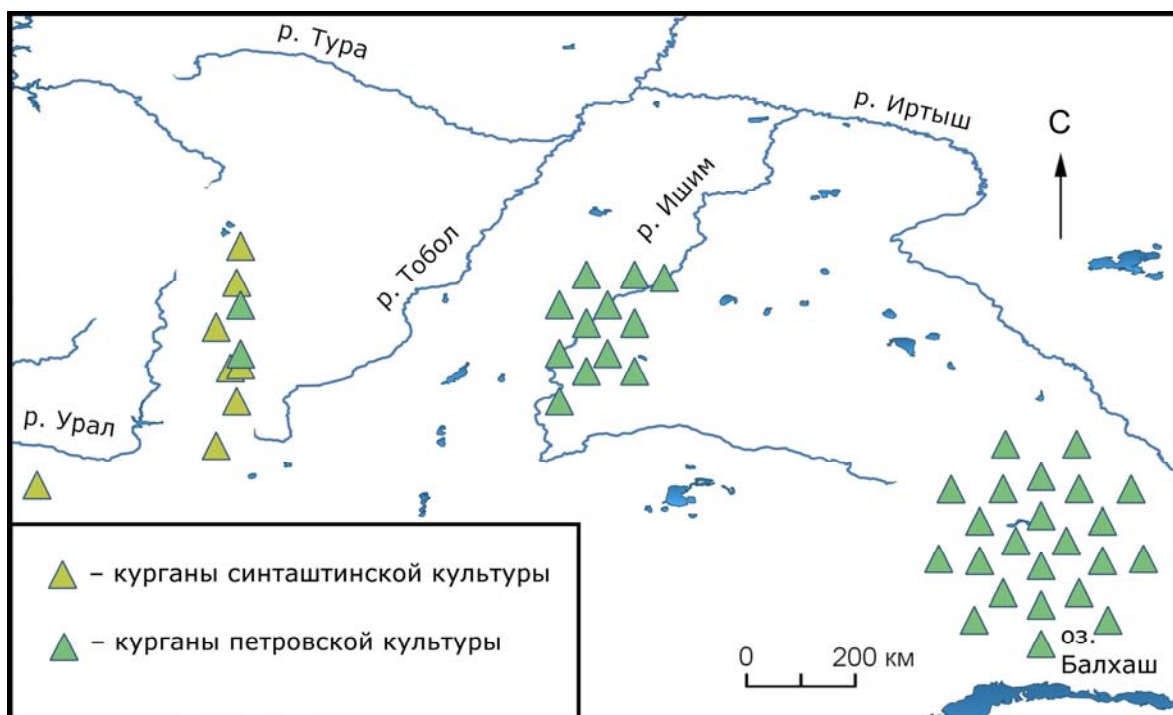 р. Тура
р. Иртыш
С
р. Ишим
р. Тобол
р. Урал
– курганы синташтинской культуры
– курганы петровской культуры
0 200 км
оз.
Балхаш